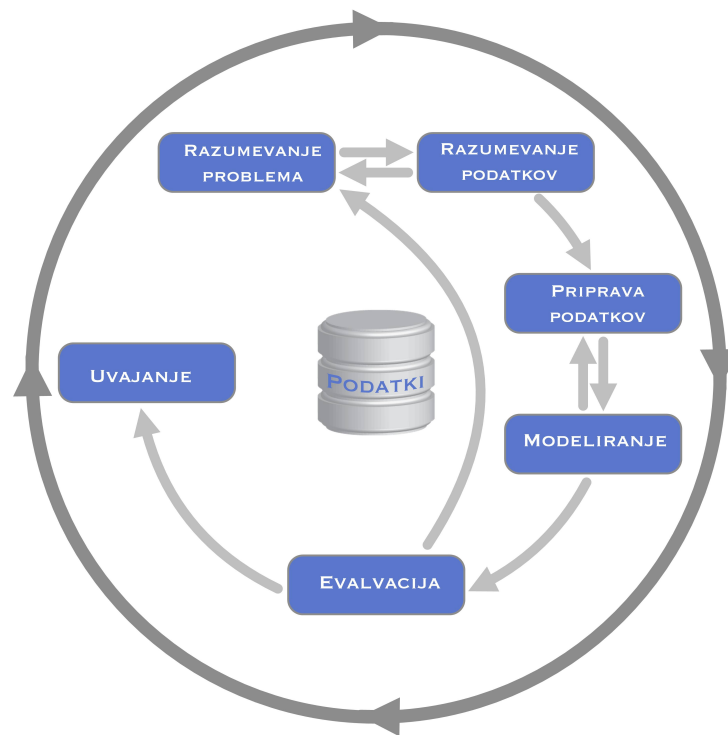 Razumevanje
problema
Razumevanje
podatkov
Priprava
podatkov
Uvajanje
Podatki
Modeliranje
Evalvacija